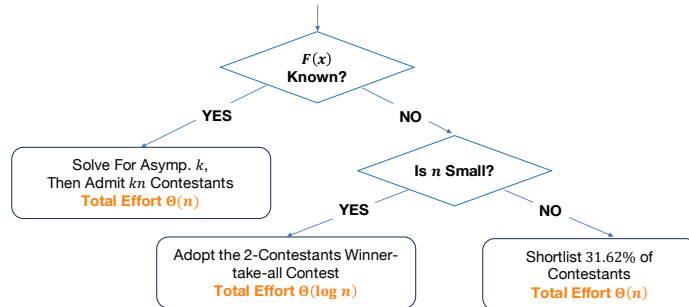 F(x)
Known?
YES
NO
Solve For Asymp. k,
Then Admit kn Contestants
Total Effort Θ(n)
Is n Small?
YES
NO
Adopt the 2-Contestants Winner-
take-all Contest
Total Effort Θ(log n)
Shortlist 31.62% of
Contestants
Total Effort Θ(n)